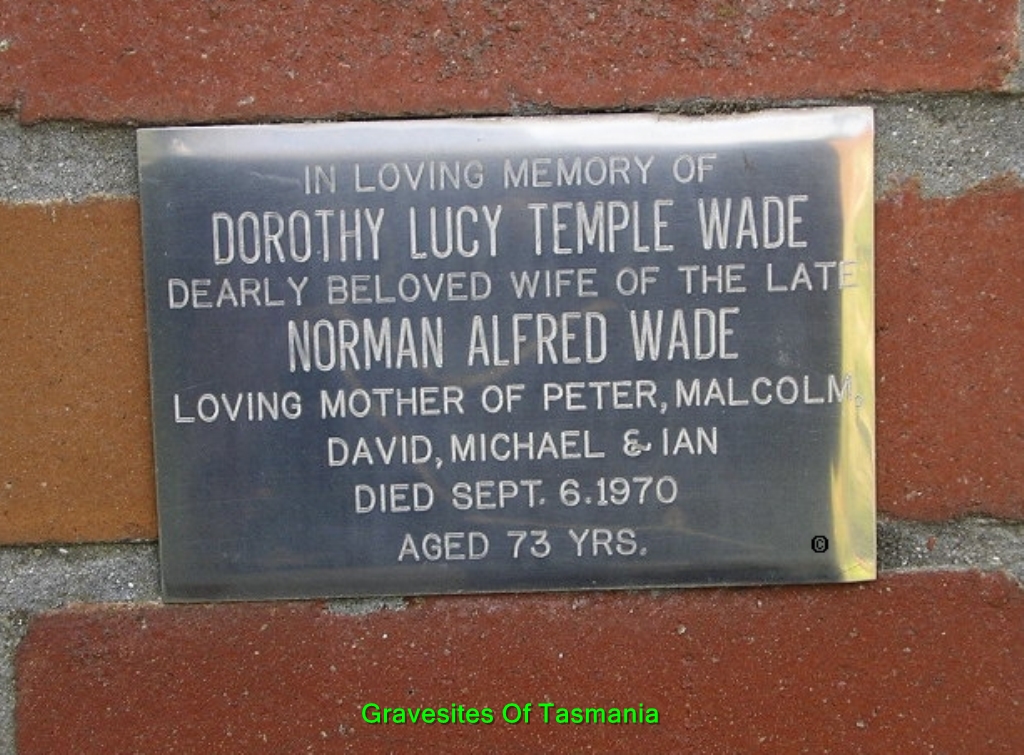 IN LOVING MEMORY OF
DOROTHY LUCY TEMPLE WADE
DEARLY BELOVED WIFE OF THE LATE
NORMAN ALFRED WADE
LOVING MOTHER OF PETER, MALCOLM,
DAVID, MICHAEL & IAN
DIED SEPT. 6.1970
AGED 73 YRS.
©
Gravesites Of Tasmania